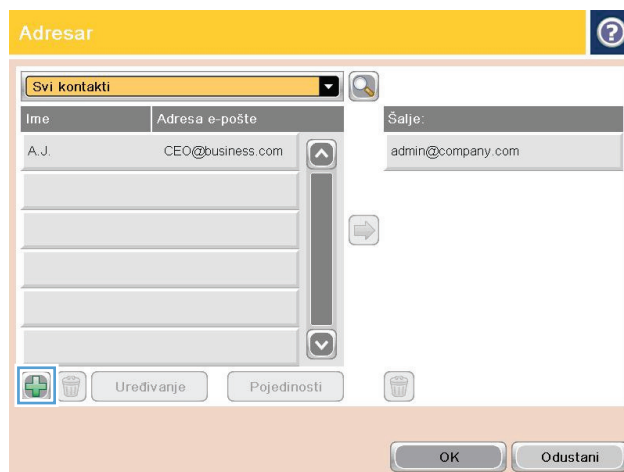 Adresar
Svi kontakti
Ime Adresa e-pošte
A.J. CEO@business.com
Šalje:
admin@company.com
Uređivanje Pojedinosti
OK Odustani